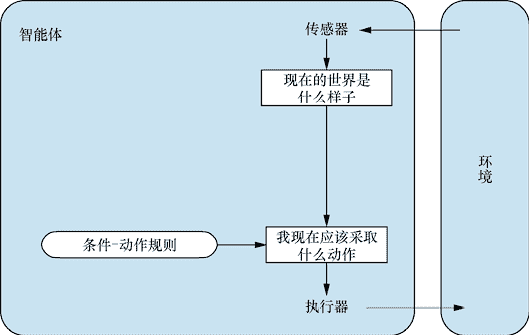 智能体
传感器
现在的世界是
什么样子
环
境
条件-动作规则
我现在应该采取
什么动作
执行器